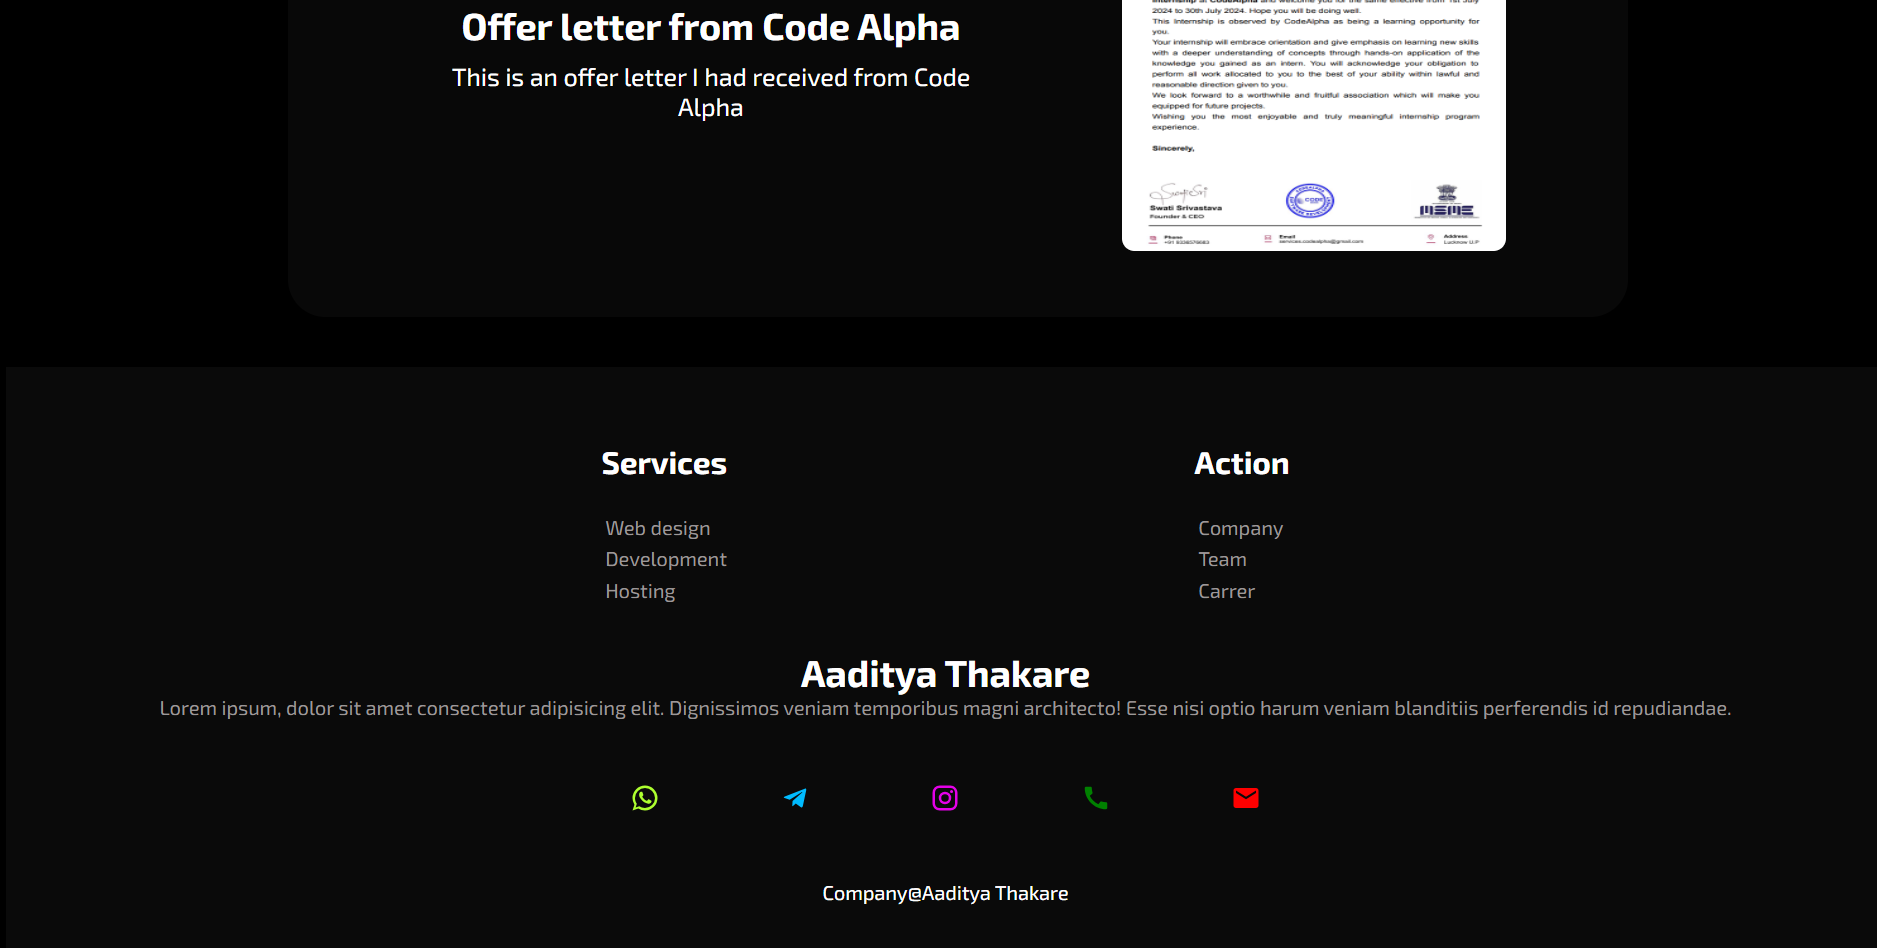 Offer letter from Code Alpha
This is an offer letter I had received from Code
Alpha
2024 to 30th July 2024. Hope you will be doing well.
This Internship is observed by CodeAlpha as being a learning opportunity for
you.
Your internship will embrace orientation and give emphasis on learning new skills
with a deeper understanding of concepts through hands-on application of the
knowledge you gained as an intern. You will acknowledge your obligation to
perform all work allocated to you to the best of your ability within lawful and
reasonable direction given to you.
We look forward to a worthwhile and fruitful association which will make you
equipped for future projects.
Wishing you the most enjoyable and truly meaningful internship program
experience.
Sincerely,
Swati Srivastava
Founder & CEO
CODE
MSME
Phone
Email
services.codealpha@gmail.com
Address
Lucknow U.P
Services
Web design
Development
Hosting
Action
Company
Team
Carrer
Aaditya Thakare
Lorem ipsum, dolor sit amet consectetur adipisicing elit. Dignissimos veniam temporibus magni architecto! Esse nisi optio harum veniam blanditiis perferendis id repudiandae.
Company@Aaditya Thakare